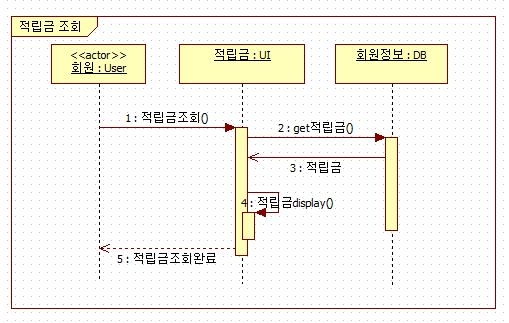 적립금 조회
<<actor>>
회원 : User
적립금 : UI
회원정보 : DB
1 : 적립금조회()
2 : get적립금()
3 : 적립금
4 : 적립금display()
5 : 적립금조회완료